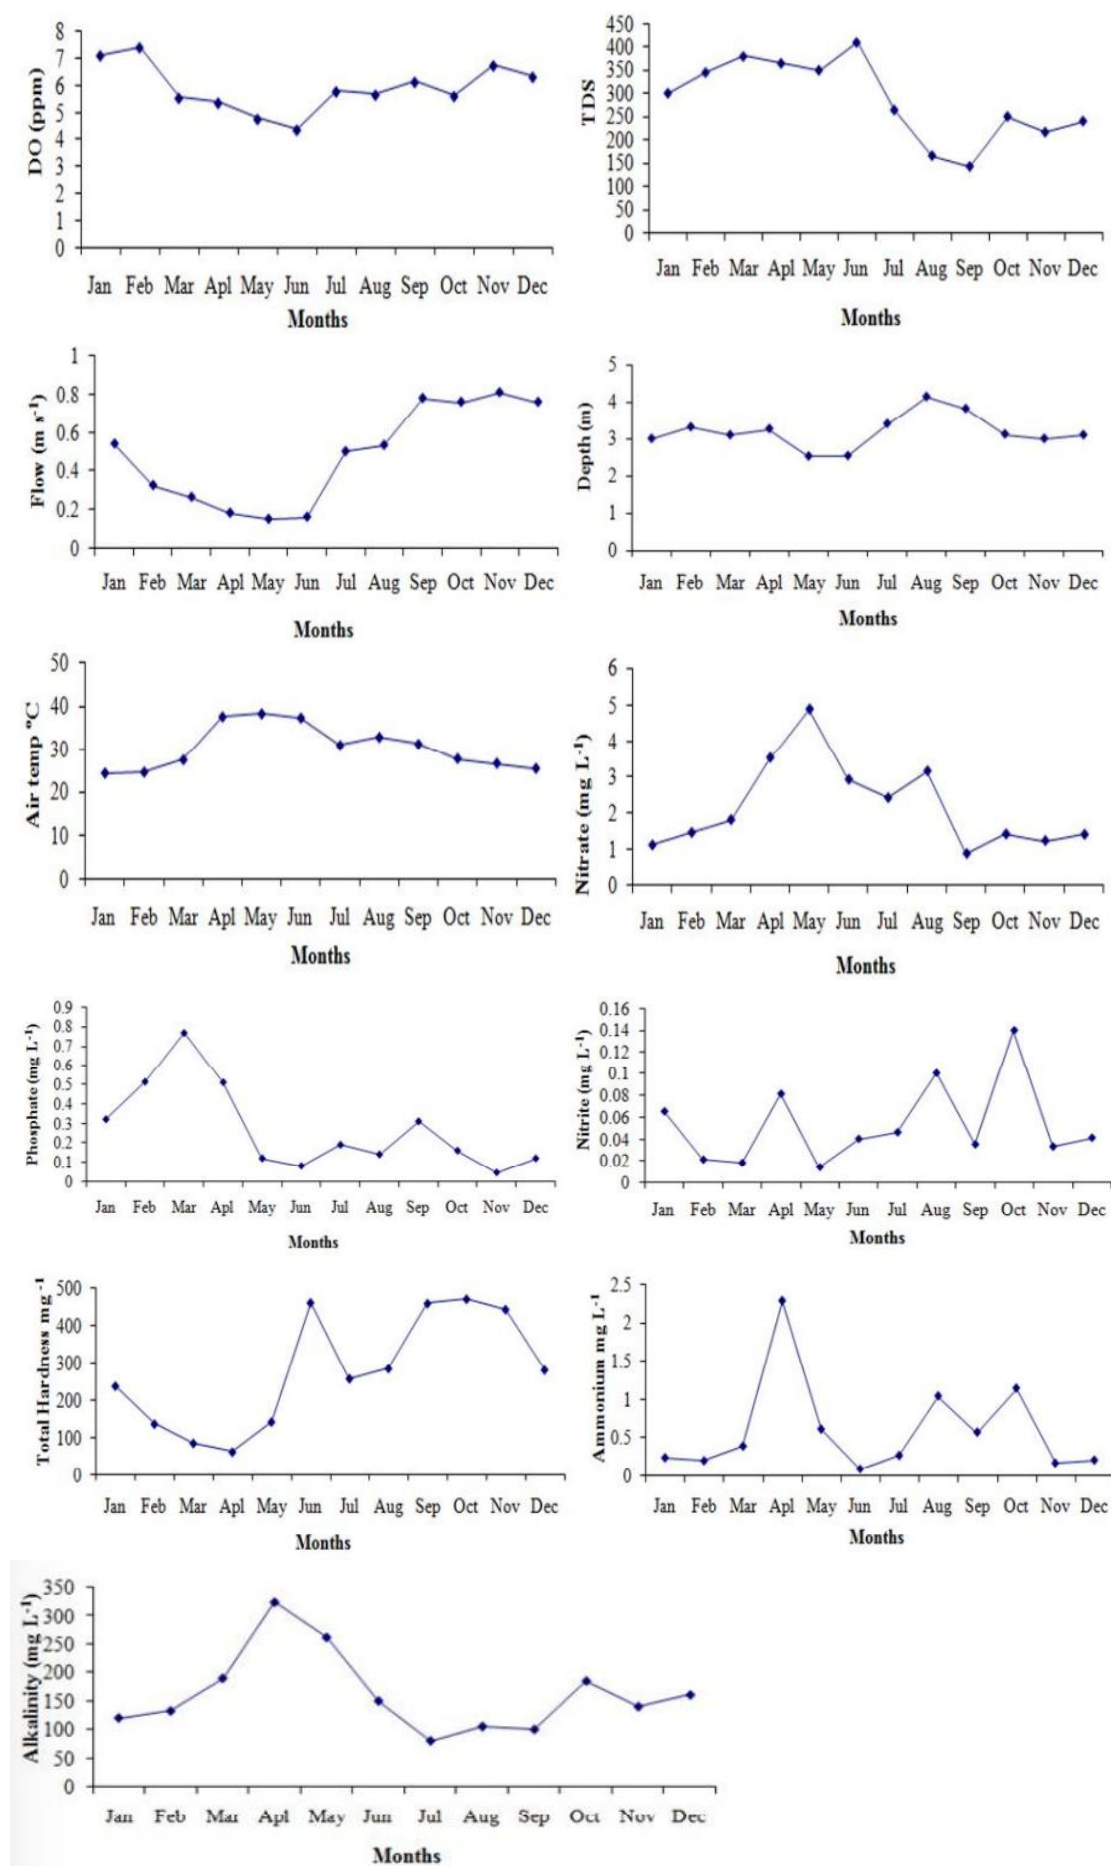 DO (ppm)
8
7
6
5
4
3
2
1
0
Jan Feb Mar Apl May Jun Jul Aug Sep Oct Nov Dec
Months
TDS
450
400
350
300
250
200
150
100
50
0
Jan Feb Mar Apl May Jun Jul Aug Sep Oct Nov Dec
Months
Flow (m s-1)
1
0.8
0.6
0.4
0.2
0
Jan Feb Mar Apl May Jun Jul Aug Sep Oct Nov Dec
Months
Depth (m)
5
4
3
2
1
0
Jan Feb Mar Apl May Jun Jul Aug Sep Oct Nov Dec
Months
Air temp °C
50
40
30
20
10
0
Jan Feb Mar Apl May Jun Jul Aug Sep Oct Nov Dec
Months
Nitrate (mg L-1)
6
5
4
3
2
1
0
Jan Feb Mar Apl May Jun Jul Aug Sep Oct Nov Dec
Months
Phosphate (mg L-1)
0.9
0.8
0.7
0.6
0.5
0.4
0.3
0.2
0.1
0
Jan Feb Mar Apl May Jun Jul Aug Sep Oct Nov Dec
Months
Nitrite (mg L-1)
0.16
0.14
0.12
0.1
0.08
0.06
0.04
0.02
0
Jan Feb Mar Apl May Jun Jul Aug Sep Oct Nov Dec
Months
Total Hardness mg -1
500
400
300
200
100
0
Jan Feb Mar Apl May Jun Jul Aug Sep Oct Nov Dec
Months
Ammonium mg L-1
2.5
2
1.5
1
0.5
0
Jan Feb Mar Apl May Jun Jul Aug Sep Oct Nov Dec
Months
Alkalinity (mg L-1)
350
300
250
200
150
100
50
0
Jan Feb Mar Apl May Jun Jul Aug Sep Oct Nov Dec
Months